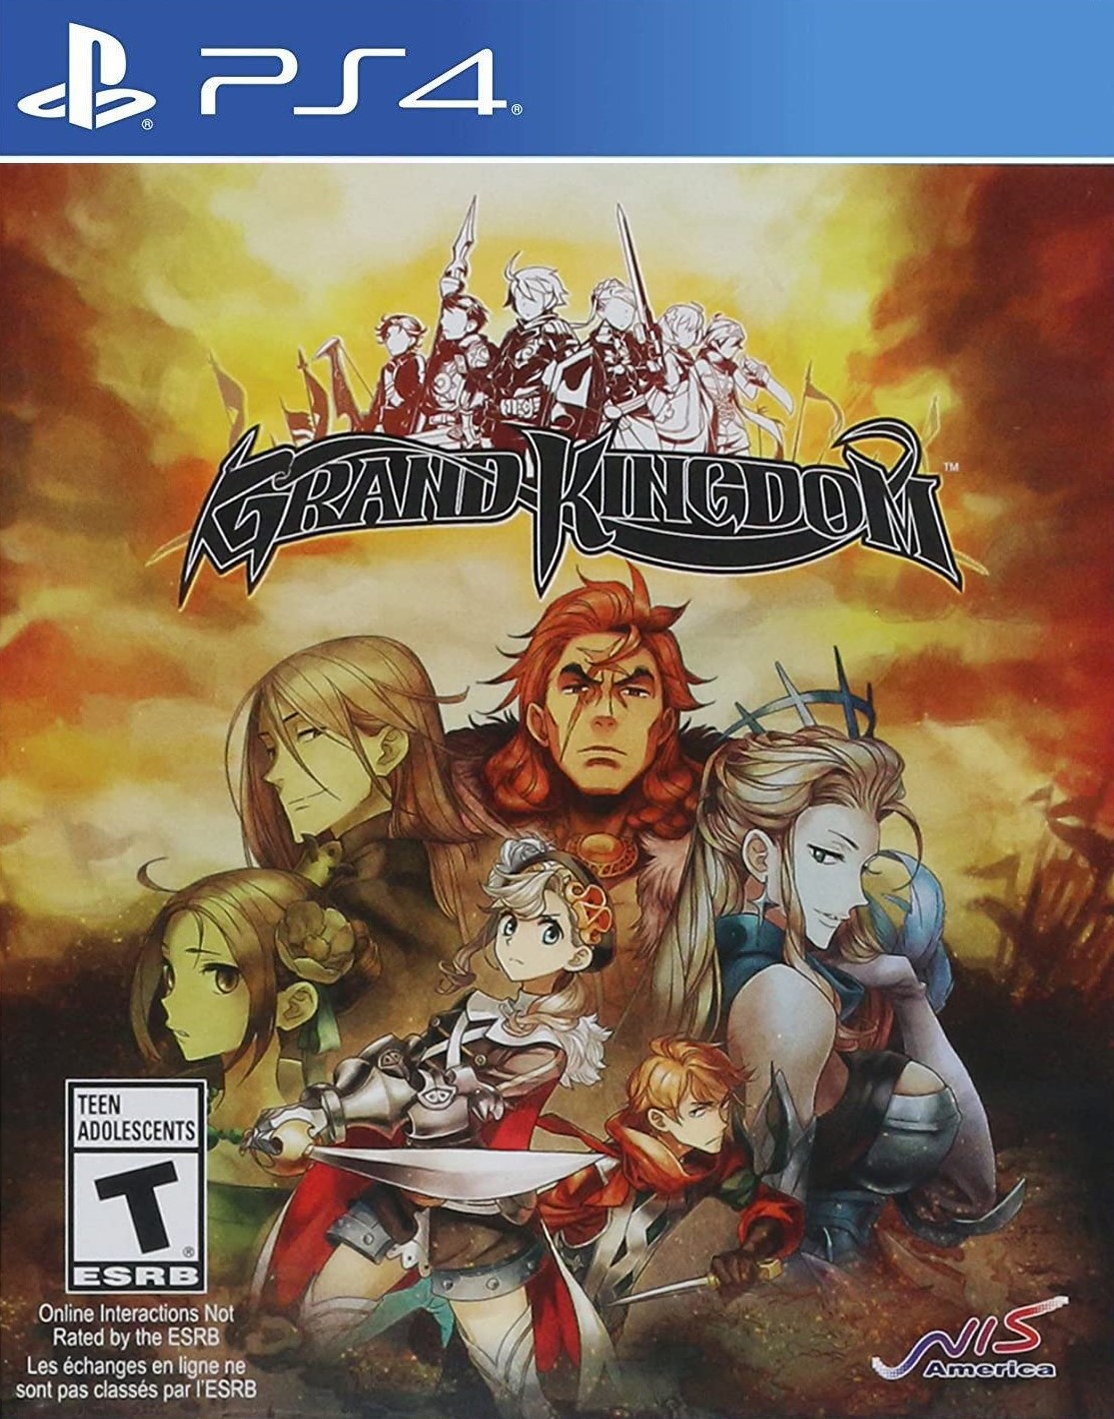 PS4®
GRAND KINGDOM™
TEEN
ADOLESCENTS
T®
ESRB
Online Interactions Not
Rated by the ESRB
Les échanges en ligne ne
sont pas classés par l'ESRB
NIS
America